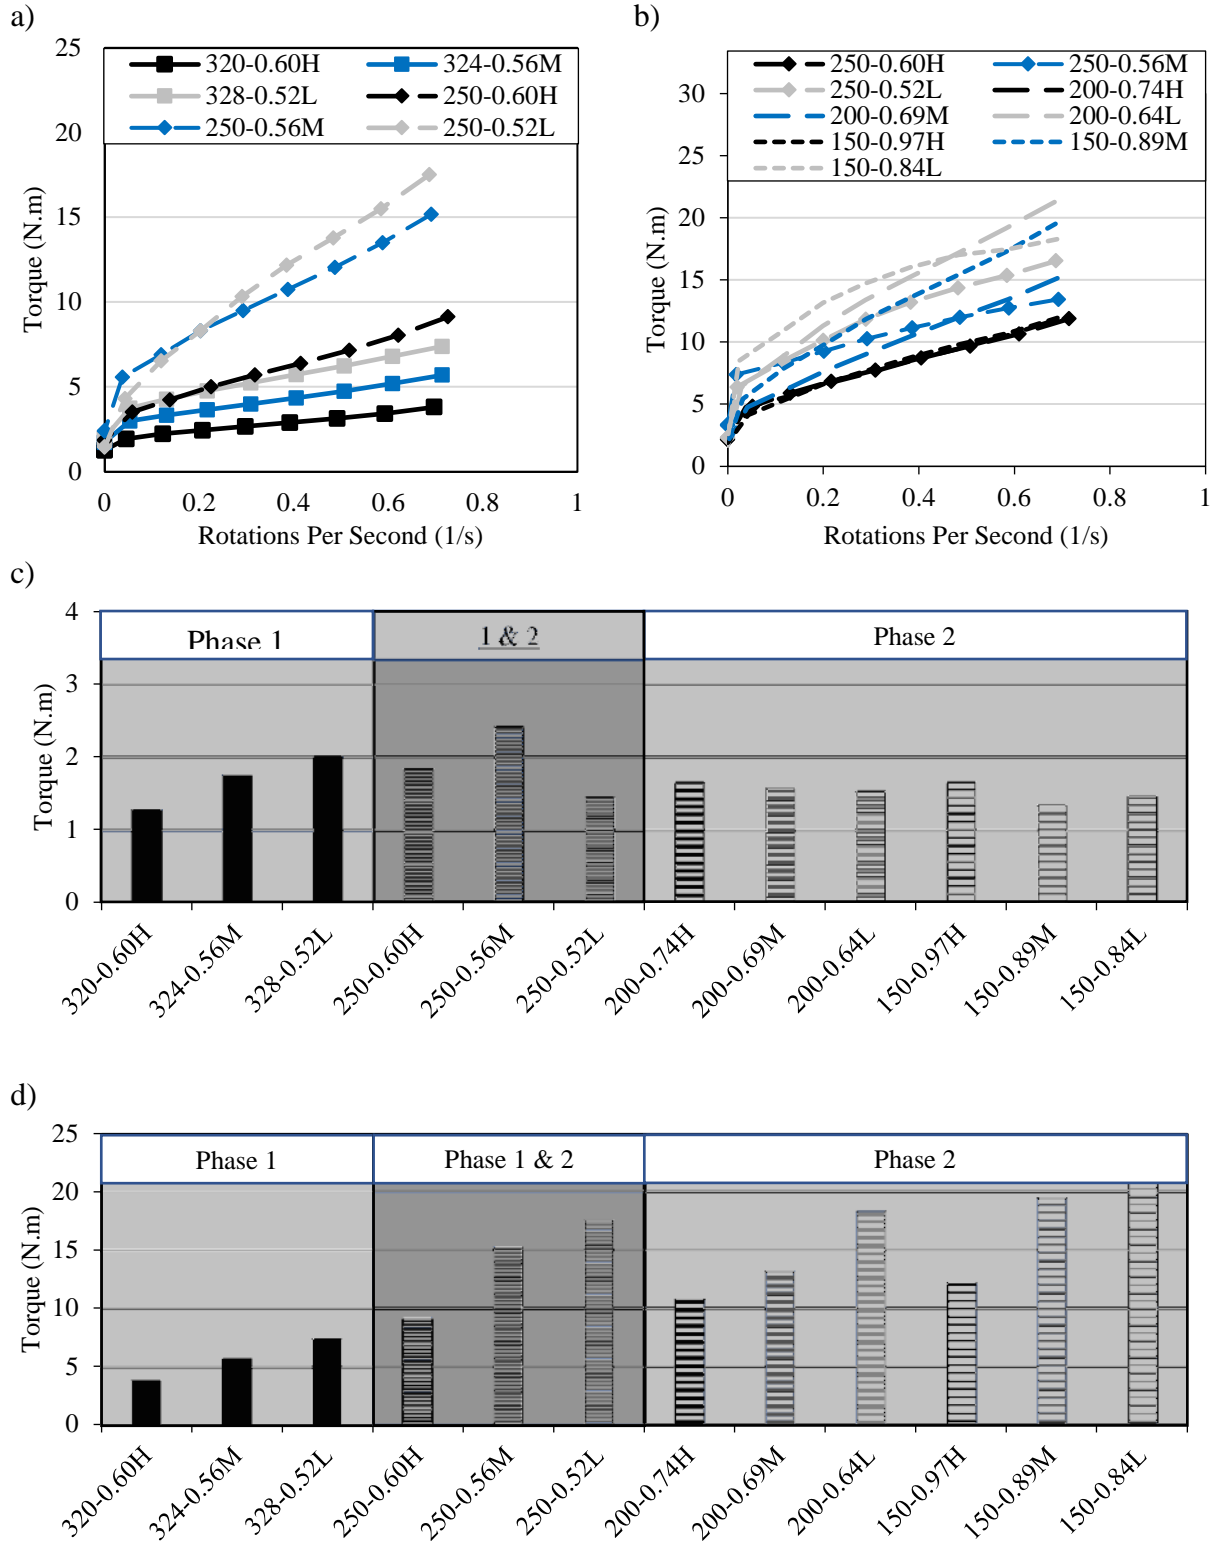 a)
320-0.60H 324-0.56M
328-0.52L 250-0.60H
250-0.56M 250-0.52L
25
20
15
10
5
0
Torque (N.m)
0 0.2 0.4 0.6 0.8 1
Rotations Per Second (1/s)
b)
250-0.60H 250-0.56M
250-0.52L 200-0.74H
200-0.69M 200-0.64L
150-0.97H 150-0.89M
150-0.84L
30
25
20
15
10
5
0
Torque (N.m)
0 0.2 0.4 0.6 0.8 1
Rotations Per Second (1/s)
c)
Phase 1 1 & 2 Phase 2
4
3
2
1
0
Torque (N.m)
320-0.60H 324-0.56M 328-0.52L 250-0.60H 250-0.56M 250-0.52L 200-0.74H 200-0.69M 200-0.64L 150-0.97H 150-0.89M 150-0.84L
d)
Phase 1 Phase 1 & 2 Phase 2
25
20
15
10
5
0
Torque (N.m)
320-0.60H 324-0.56M 328-0.52L 250-0.60H 250-0.56M 250-0.52L 200-0.74H 200-0.69M 200-0.64L 150-0.97H 150-0.89M 150-0.84L